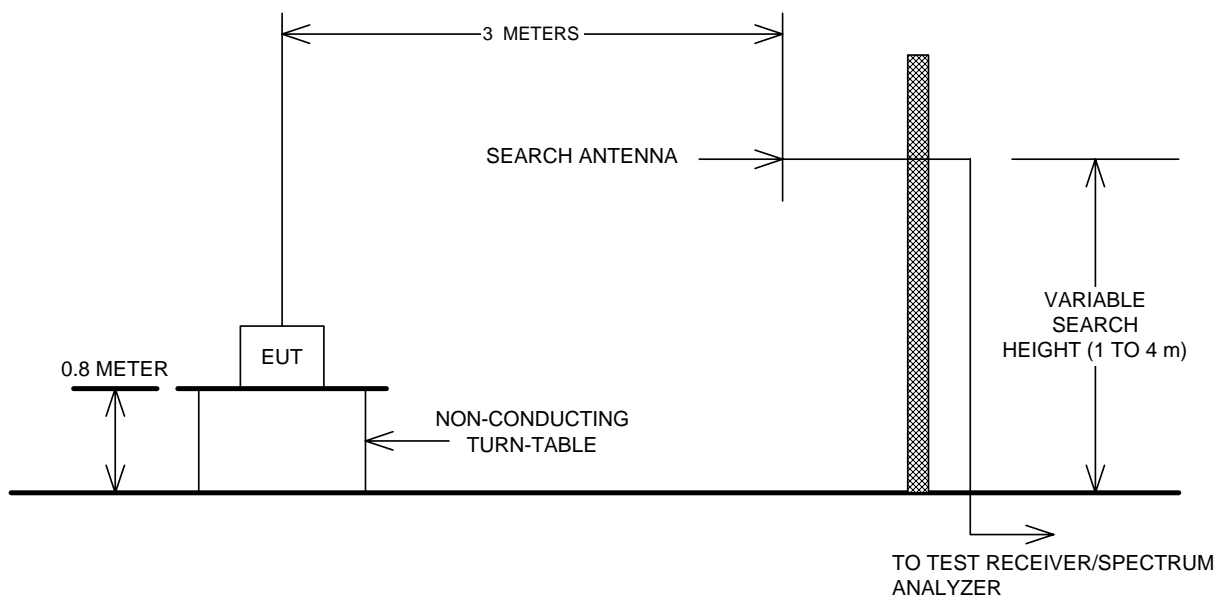 3 METERS
SEARCH ANTENNA
EUT
0.8 METER
VARIABLE
SEARCH
HEIGHT (1 TO 4 m)
NON-CONDUCTING
TURN-TABLE
TO TEST RECEIVER/SPECTRUM
ANALYZER